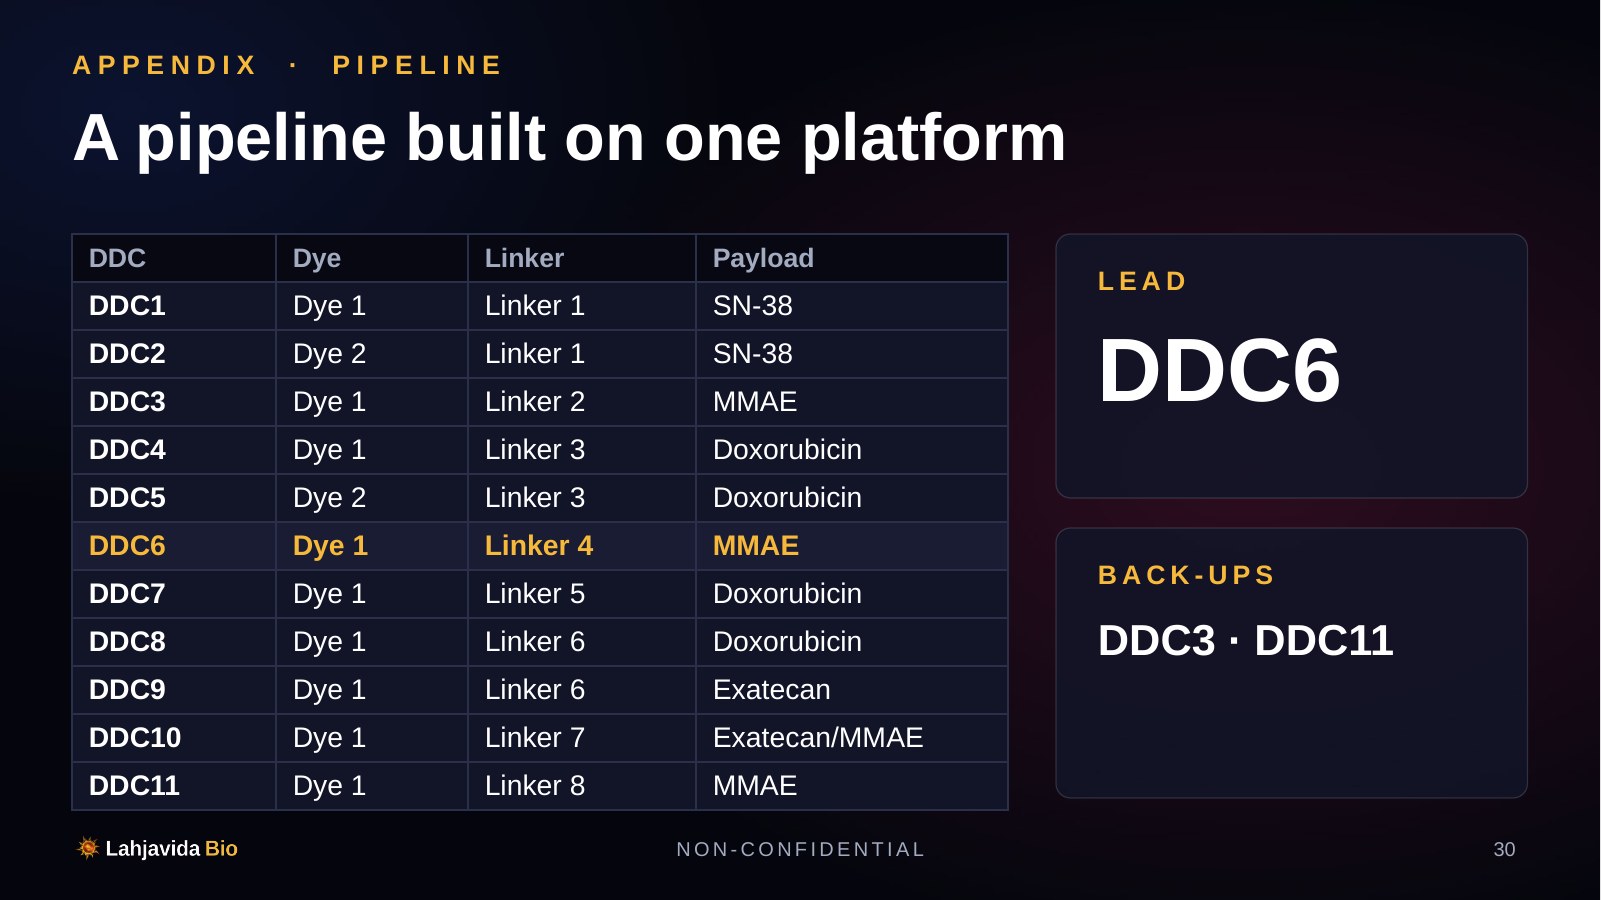 APPENDIX · PIPELINE
A pipeline built on one platform
DDC Dye Linker Payload
DDC1 Dye 1 Linker 1 SN-38
DDC2 Dye 2 Linker 1 SN-38
DDC3 Dye 1 Linker 2 MMAE
DDC4 Dye 1 Linker 3 Doxorubicin
DDC5 Dye 2 Linker 3 Doxorubicin
DDC6 Dye 1 Linker 4 MMAE
DDC7 Dye 1 Linker 5 Doxorubicin
DDC8 Dye 1 Linker 6 Doxorubicin
DDC9 Dye 1 Linker 6 Exatecan
DDC10 Dye 1 Linker 7 Exatecan/MMAE
DDC11 Dye 1 Linker 8 MMAE
LEAD
DDC6
BACK-UPS
DDC3 · DDC11
Lahjavida Bio
NON-CONFIDENTIAL
30